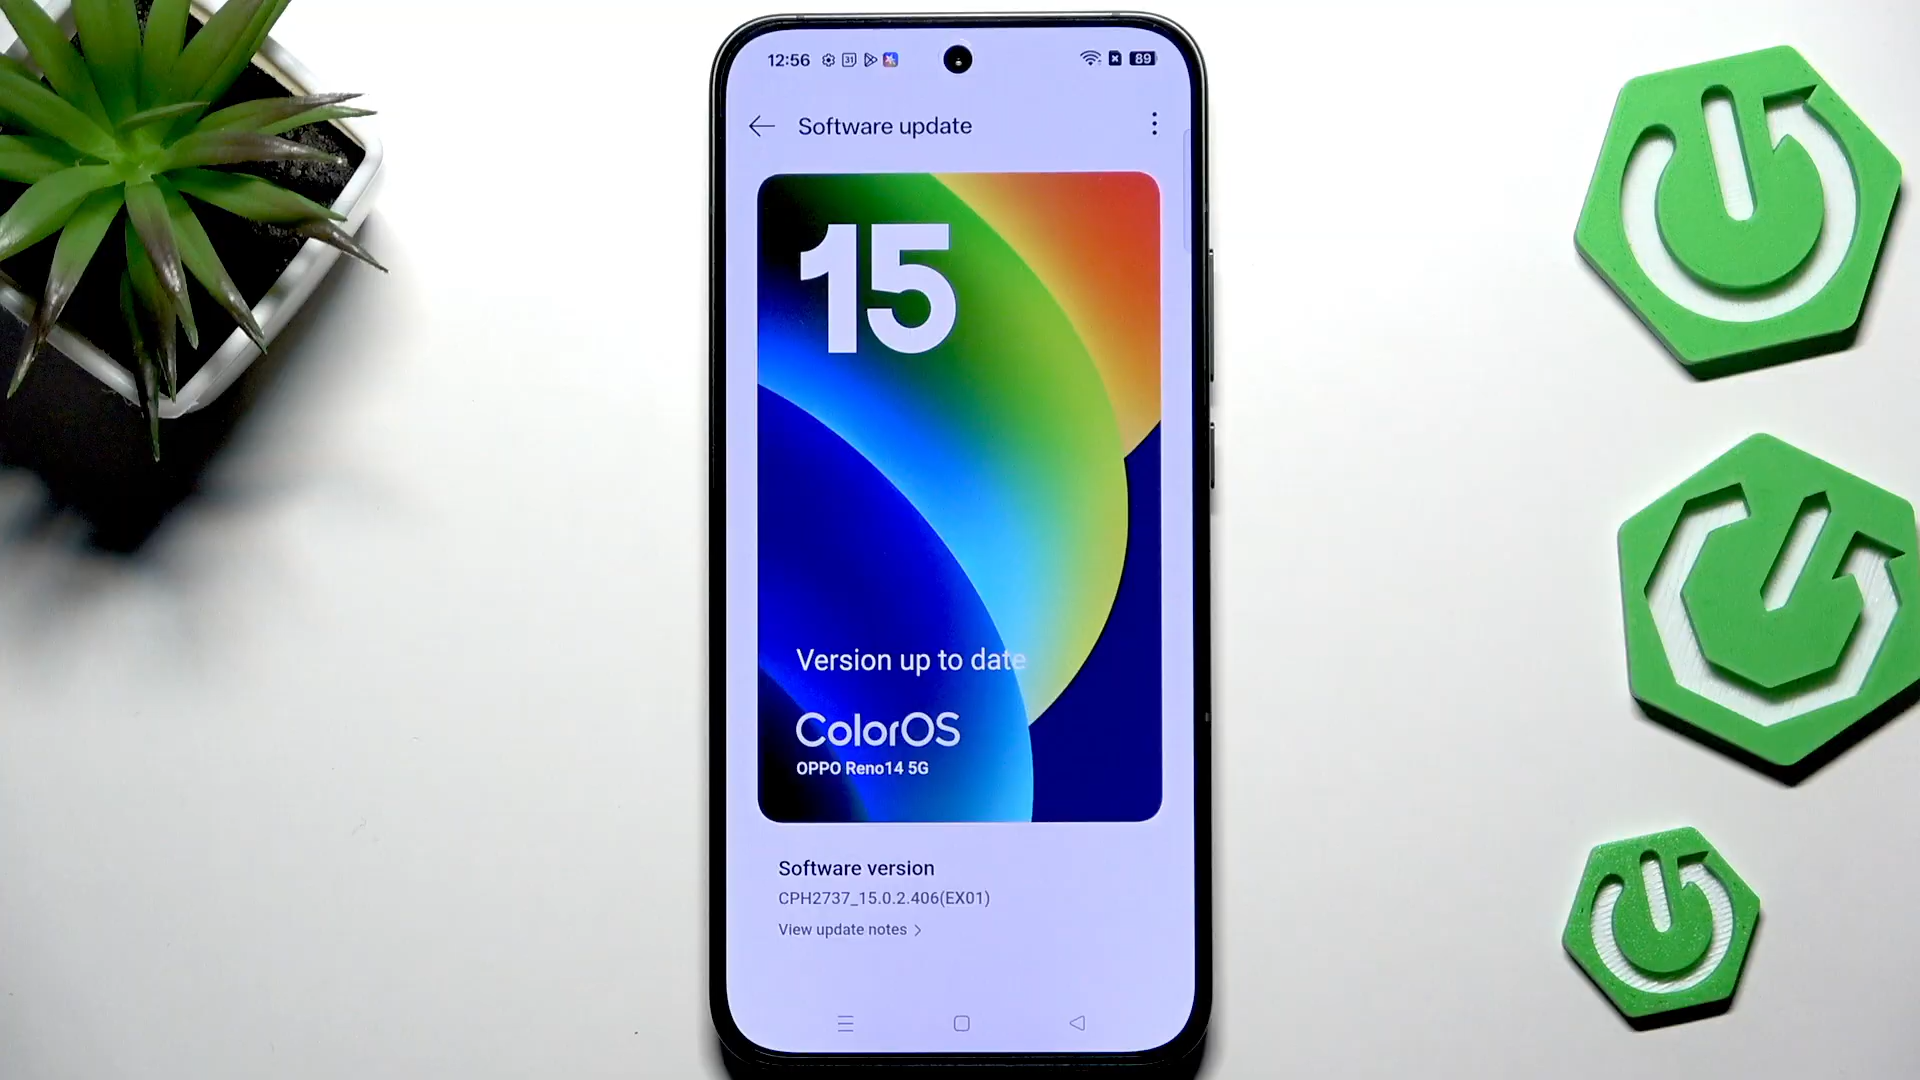 12:56
31
89
Software update
15
Version up to date
ColorOS
OPPO Reno14 5G
Software version
CPH2737_15.0.2.406(EX01)
View update notes